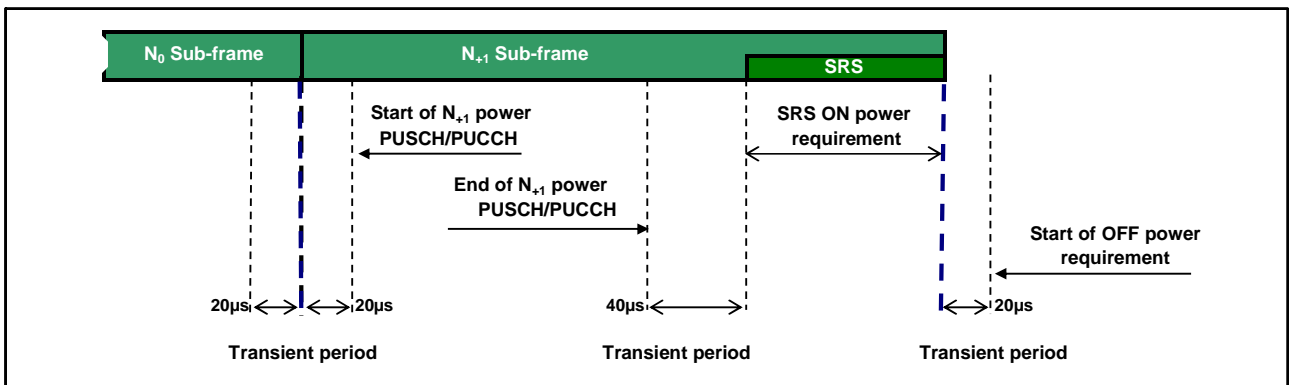 N0 Sub-frame
N+1 Sub-frame
SRS
Start of N+1 power
PUSCH/PUCCH
SRS ON power
requirement
End of N+1 power
PUSCH/PUCCH
Start of OFF power
requirement
20µs
20µs
40µs
20µs
Transient period
Transient period
Transient period